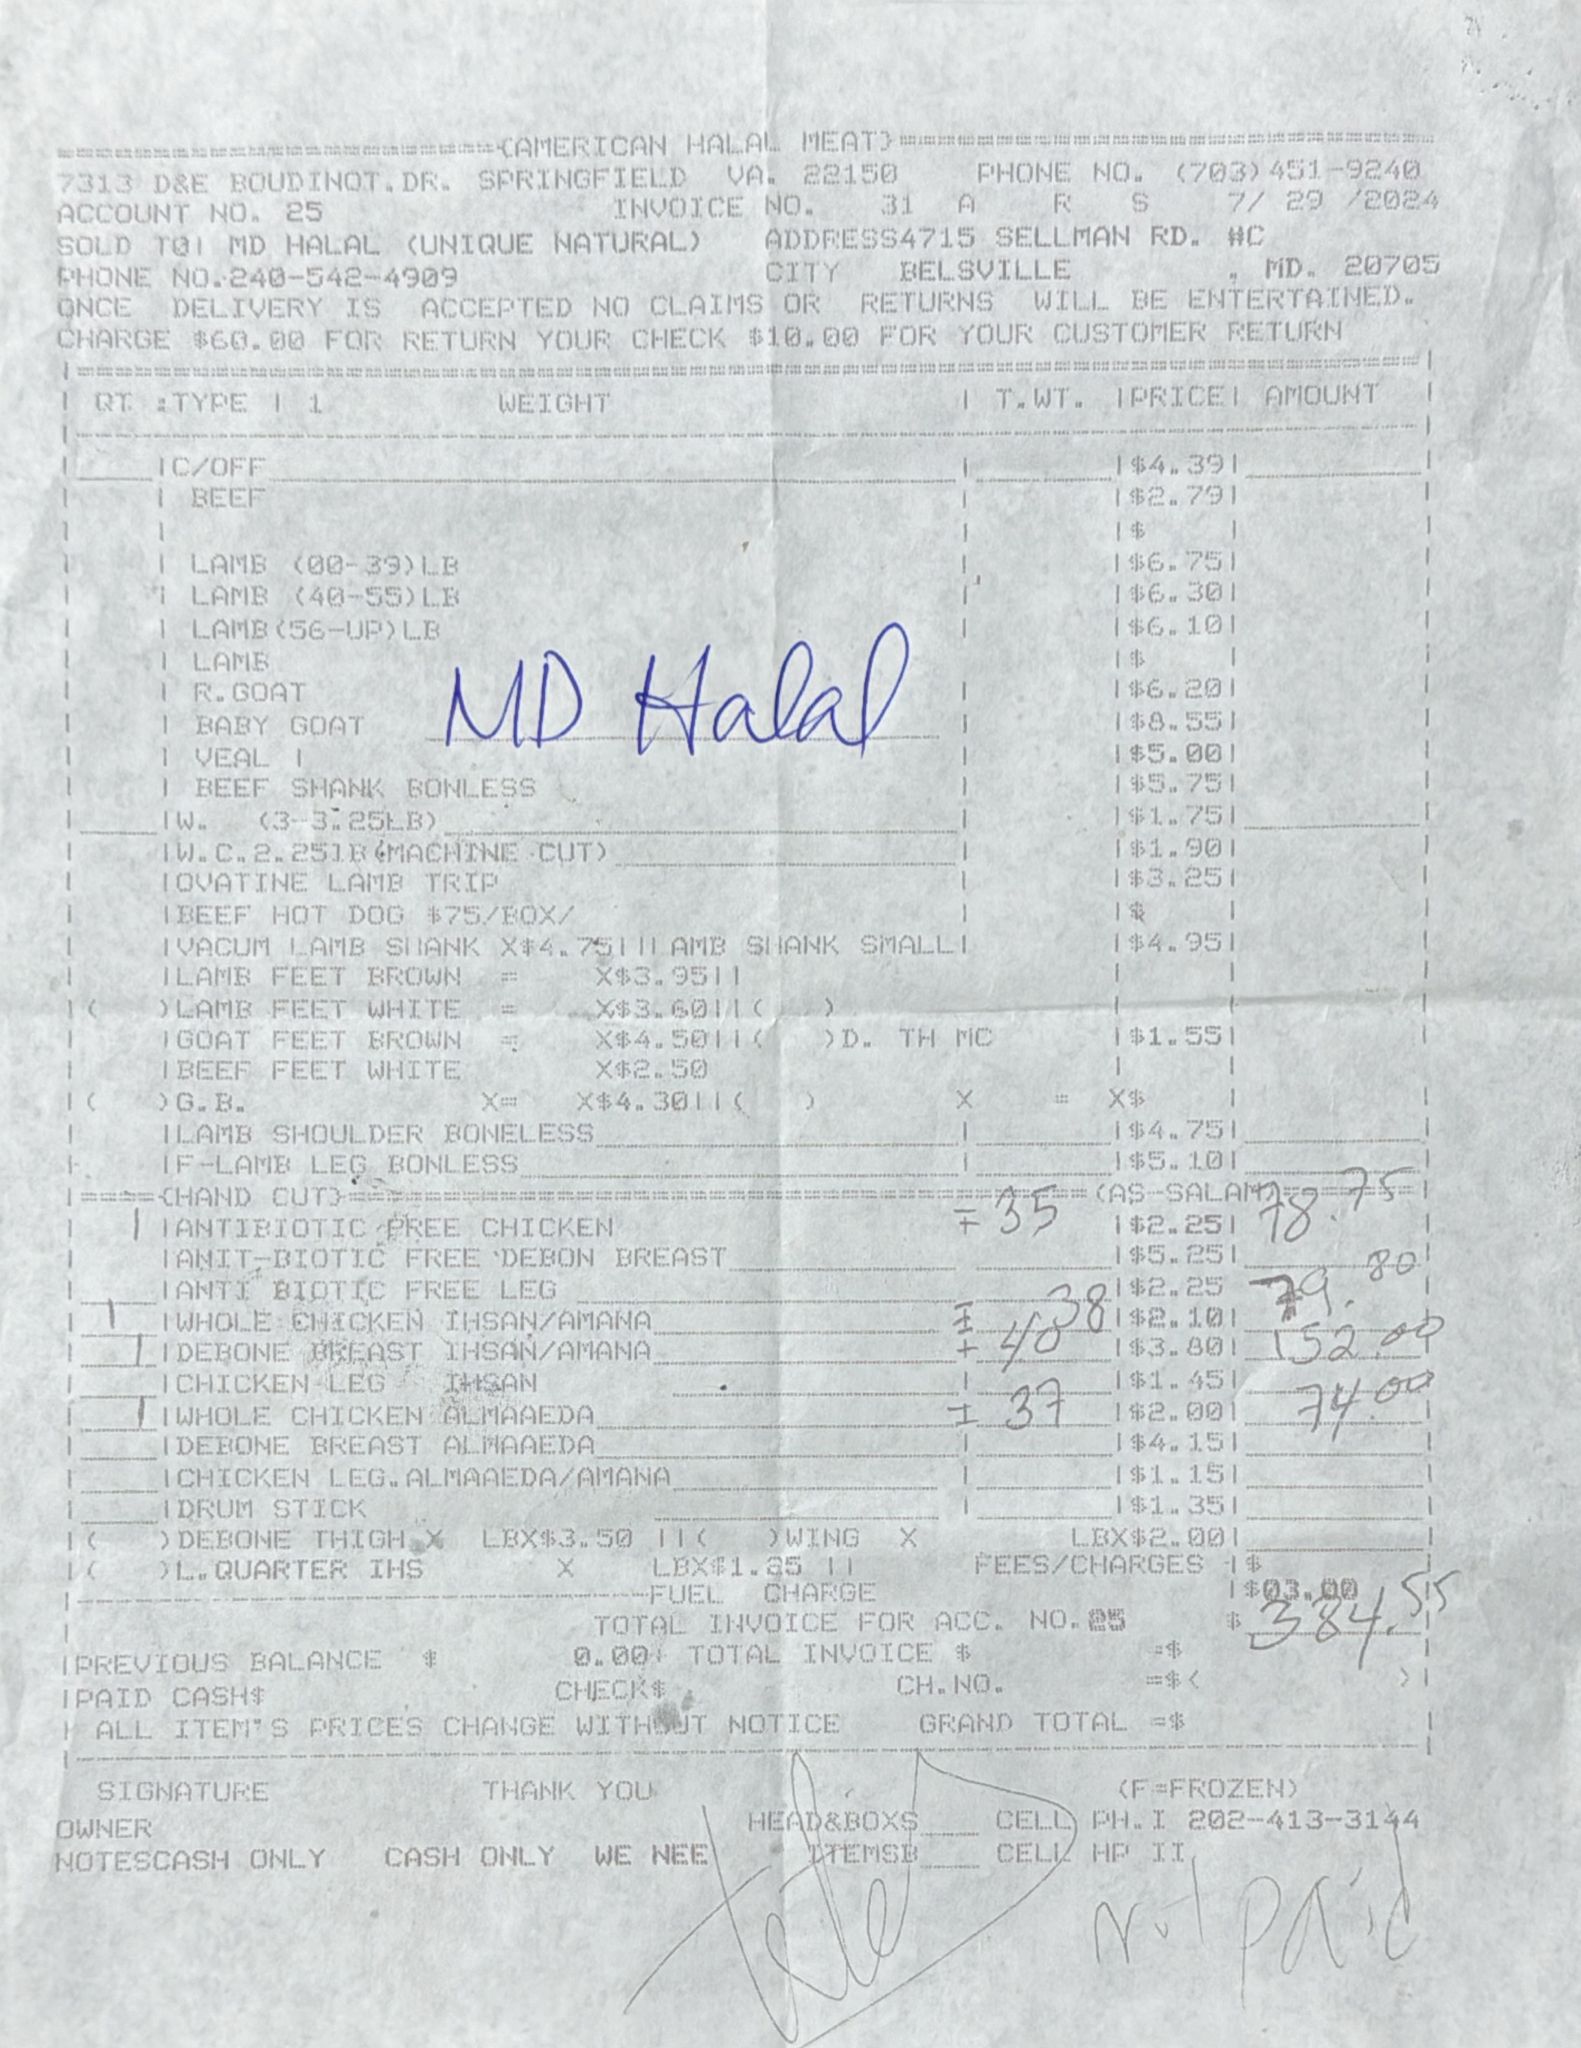 ===================={AMERICAN HALAL MEAT}====================
7313 D&E BOUDINOT.DR. SPRINGFIELD VA. 22150 PHONE NO. (703)451-9240
ACCOUNT NO. 25 INVOICE NO. 31 A R S 7/ 29 /2024
SOLD TO: MD HALAL (UNIQUE NATURAL) ADDRESS4715 SELLMAN RD. #C
PHONE NO.240-542-4909 CITY BELSVILLE , MD. 20705
ONCE DELIVERY IS ACCEPTED NO CLAIMS OR RETURNS WILL BE ENTERTAINED.
CHARGE $60.00 FOR RETURN YOUR CHECK $10.00 FOR YOUR CUSTOMER RETURN
QT :TYPE | 1 WEIGHT | T.WT. |PRICE| AMOUNT
|C/OFF |$4.39|
| BEEF |$2.79|
|$ |
| LAMB (00-39)LB |$6.75|
| LAMB (40-55)LB |$6.30|
| LAMB(56-UP)LB |$6.10|
| LAMB |$ |
| R.GOAT |$6.20|
MD Halal
| BABY GOAT |$8.55|
| VEAL | |$5.00|
| BEEF SHANK BONLESS |$5.75|
|W. (3-3.25LB) |$1.75|
|W.C.2.25lB(MACHINE CUT) |$1.90|
|OVATINE LAMB TRIP |$3.25|
|BEEF HOT DOG $75/BOX/ |$ |
|VACUM LAMB SHANK X$4.75||LAMB SHANK SMALL| |$4.95|
|LAMB FEET BROWN = X$3.95||
|( )LAMB FEET WHITE = X$3.60||( )
|GOAT FEET BROWN = X$4.50||( )D. TH MC |$1.55|
|BEEF FEET WHITE X$2.50
|( )G.B. X= X$4.30||( ) X = X$
|LAMB SHOULDER BONELESS |$4.75|
|F-LAMB LEG BONLESS |$5.10|
|===={HAND CUT}====================(AS-SALAM)=======|
1 |ANTIBIOTIC FREE CHICKEN = 35 |$2.25| 78.75
|ANIT-BIOTIC FREE DEBON BREAST |$5.25|
|ANTI BIOTIC FREE LEG |$2.25
1 |WHOLE CHICKEN IHSAN/AMANA = 38 |$2.10| 79.80
1 |DEBONE BREAST IHSAN/AMANA = 40 |$3.80| 152.00
|CHICKEN LEG IHSAN |$1.45|
1 |WHOLE CHICKEN ALMAAEDA = 37 |$2.00| 74.00
|DEBONE BREAST ALMAAEDA |$4.15|
|CHICKEN LEG.ALMAAEDA/AMANA |$1.15|
|DRUM STICK |$1.35|
|( )DEBONE THIGH X LBX$3.50 ||( )WING X LBX$2.00|
|( )L.QUARTER IHS X LBX$1.25 || FEES/CHARGES |$
FUEL CHARGE |$03.00
TOTAL INVOICE FOR ACC. NO.25 $ 384.55
|PREVIOUS BALANCE $ 0.00| TOTAL INVOICE $ =$
|PAID CASH$ CHECK$ CH.NO. =$( )|
| ALL ITEM'S PRICES CHANGE WITHOUT NOTICE GRAND TOTAL =$
SIGNATURE THANK YOU (F=FROZEN)
OWNER HEAD&BOXS CELL PH.I 202-413-3144
NOTESCASH ONLY CASH ONLY WE NEE ITEMSB CELL HP II
not paid